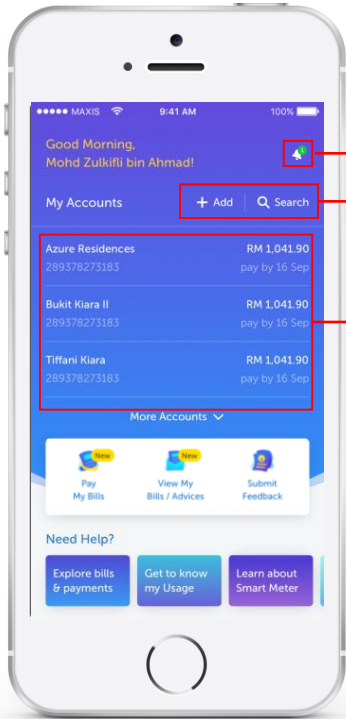 MAXIS 9:41 AM 100%
Good Morning,
Mohd Zulkifli bin Ahmad!
1
My Accounts + Add Search
Azure Residences RM 1,041.90
289378273183 pay by 16 Sep
Bukit Kiara II RM 1,041.90
289378273183 pay by 16 Sep
Tiffani Kiara RM 1,041.90
289378273183 pay by 16 Sep
More Accounts
New New
Pay View My Submit
My Bills Bills / Advices Feedback
Need Help?
Explore bills Get to know Learn about
& payments my Usage Smart Meter